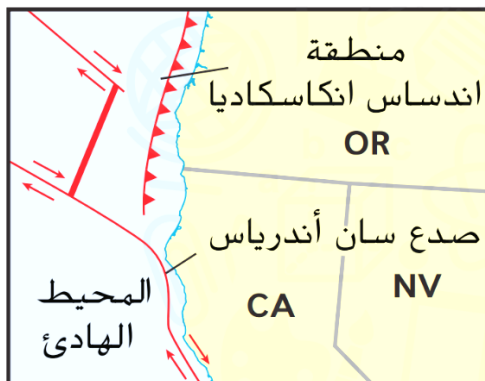 منطقة
اندساس انكاسكاديا
OR
صدع سان أندرياس
NV
CA
المحيط
الهادئ